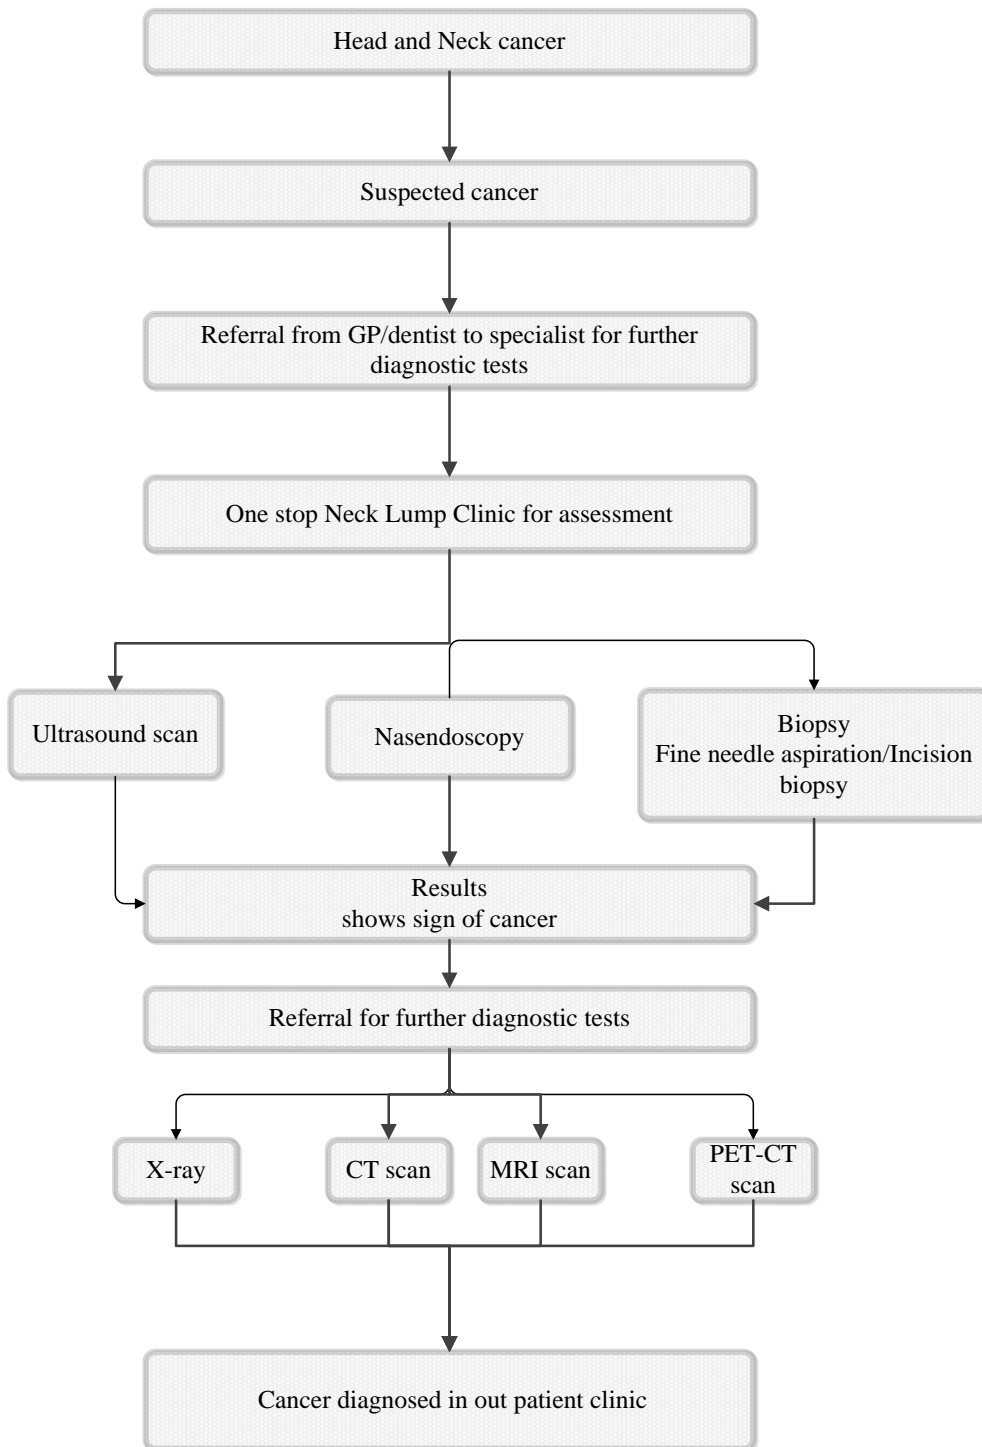 Head and Neck cancer
Suspected cancer
Referral from GP/dentist to specialist for further
diagnostic tests
One stop Neck Lump Clinic for assessment
Ultrasound scan
Nasendoscopy
Biopsy
Fine needle aspiration/Incision
biopsy
Results
shows sign of cancer
Referral for further diagnostic tests
X-ray
CT scan
MRI scan
PET-CT
scan
Cancer diagnosed in out patient clinic